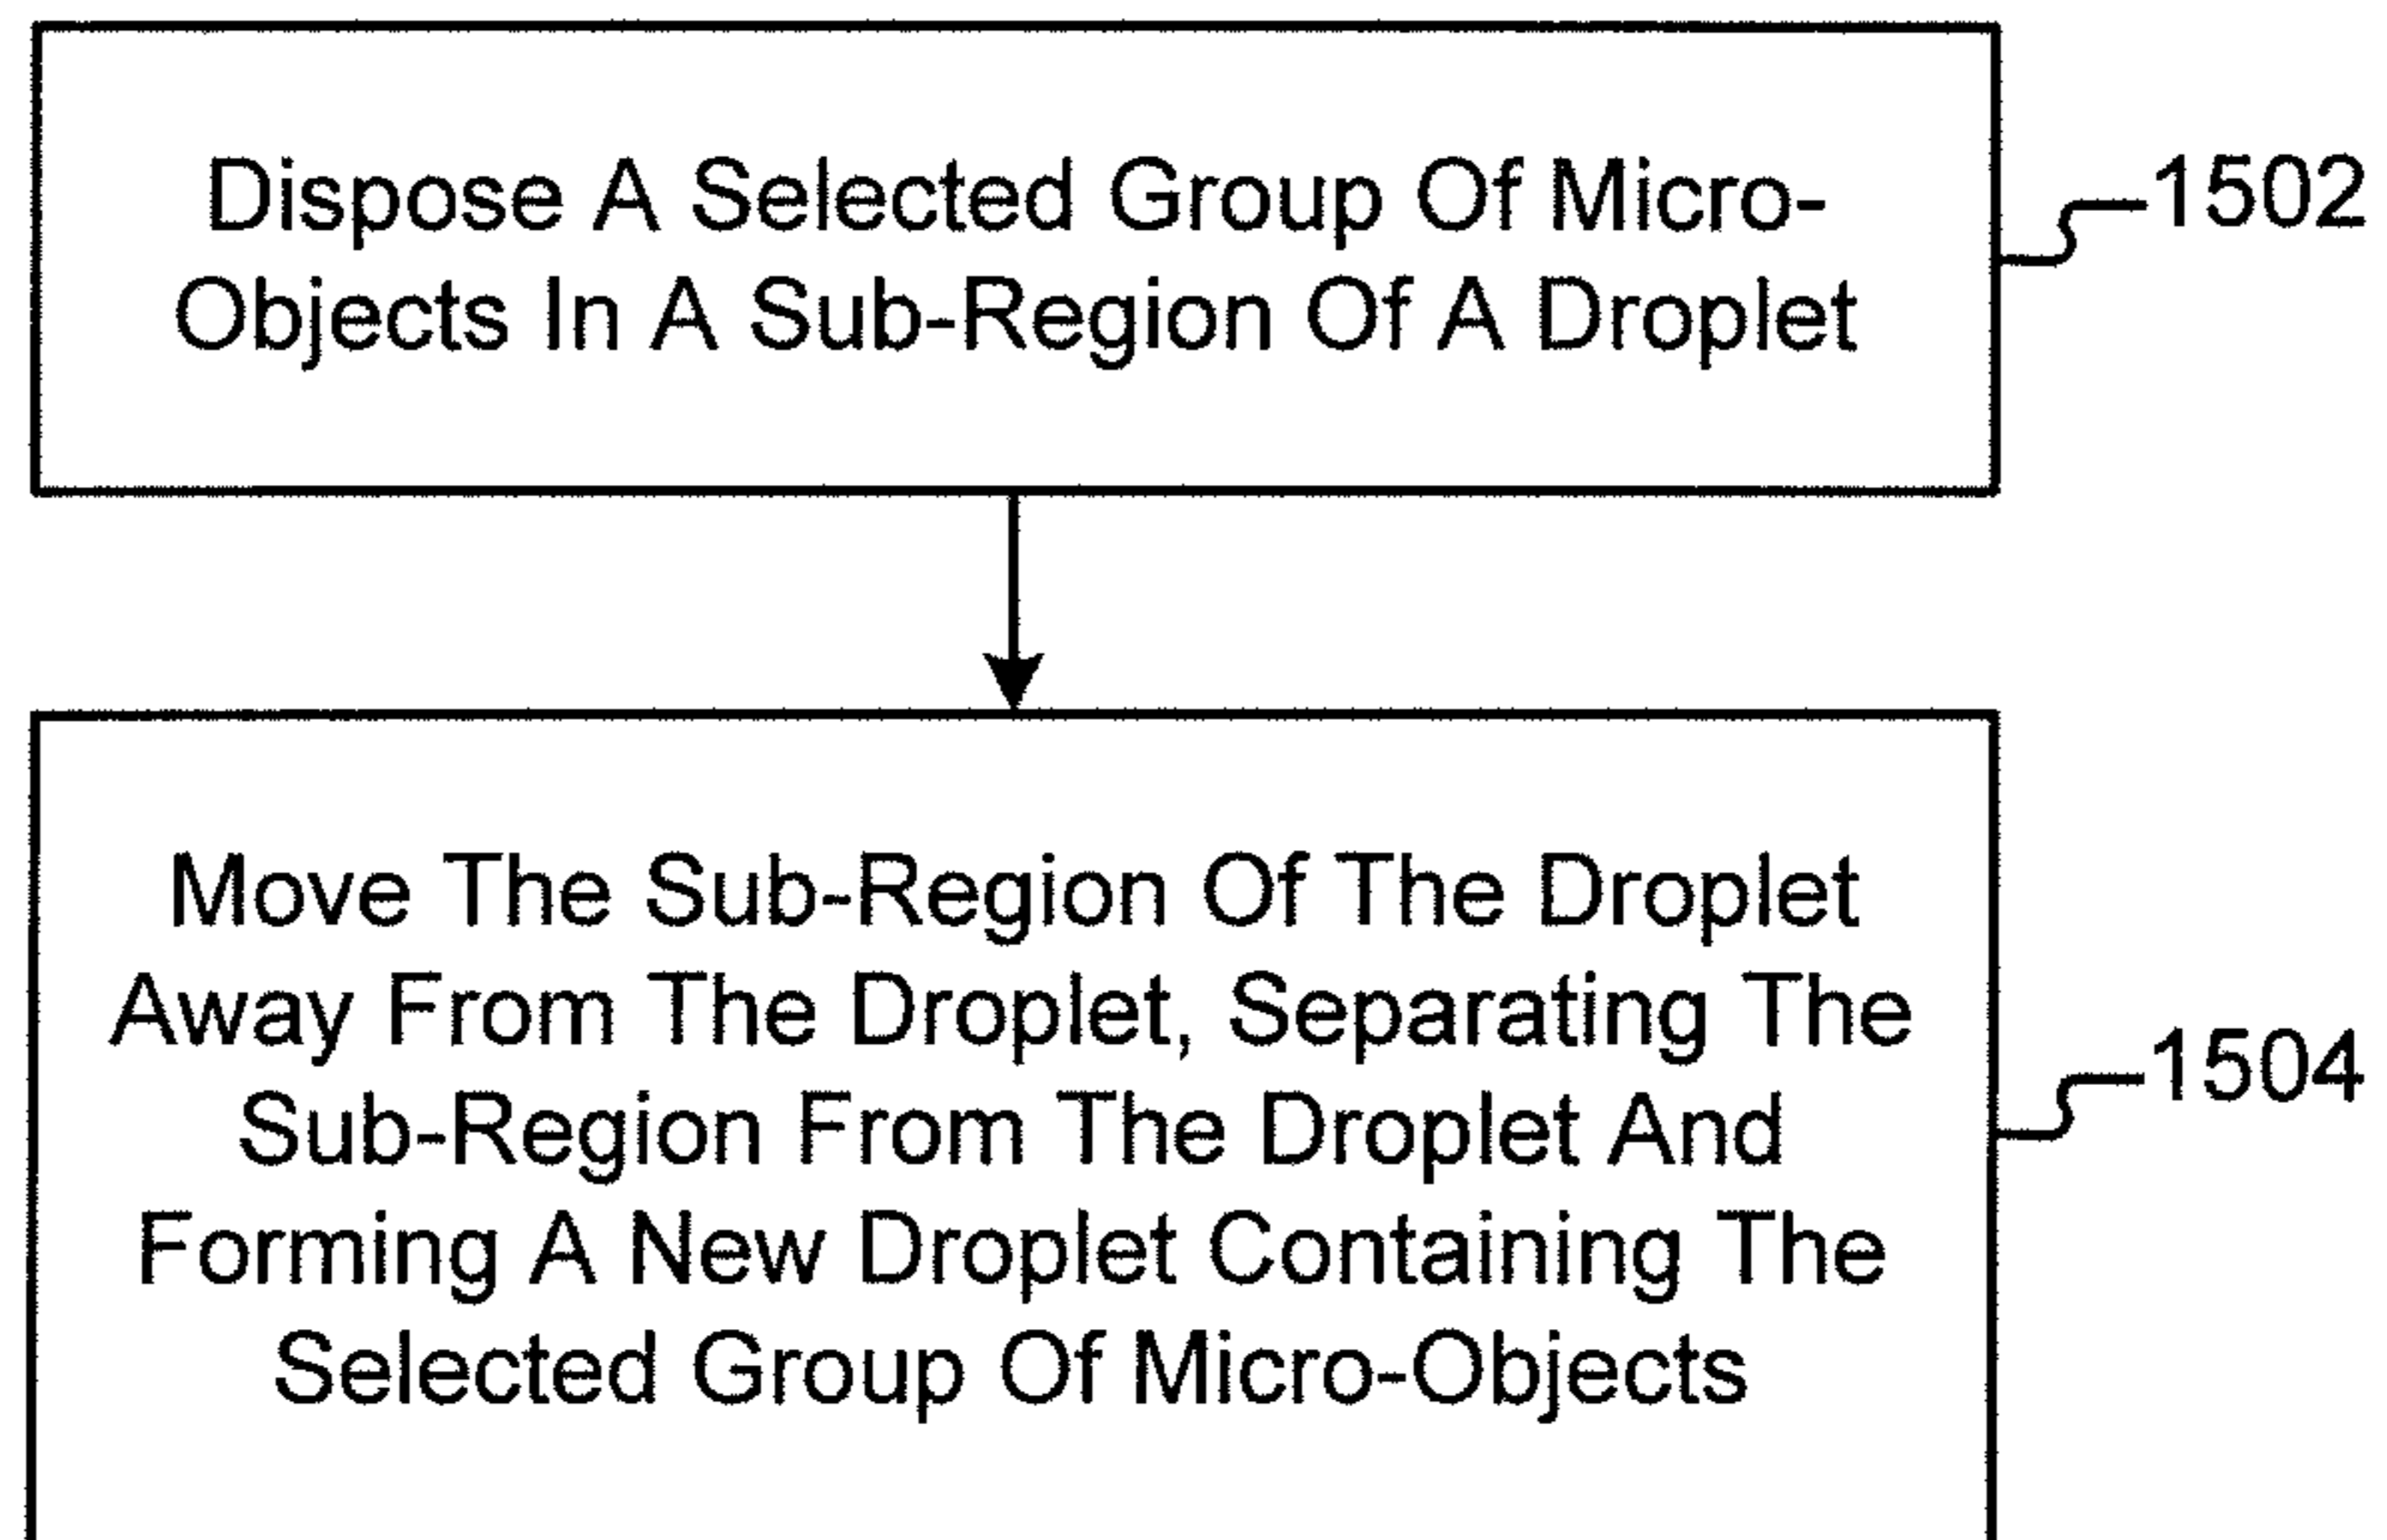 Dispose A Selected Group Of Micro-
Objects In A Sub-Region Of A Droplet
1502
Move The Sub-Region Of The Droplet
Away From The Droplet, Separating The
Sub-Region From The Droplet And
Forming A New Droplet Containing The
Selected Group Of Micro-Objects
1504